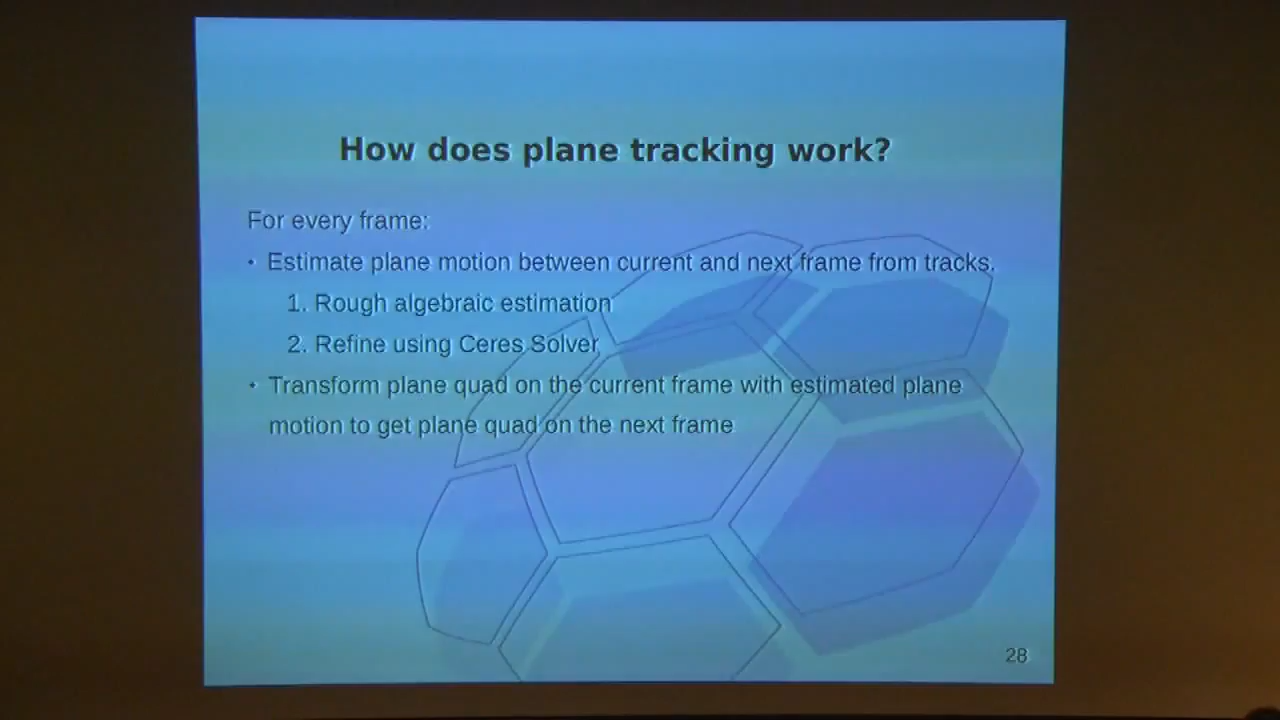 How does plane tracking work?
For every frame:
• Estimate plane motion between current and next frame from tracks.
1. Rough algebraic estimation
2. Refine using Ceres Solver
• Transform plane quad on the current frame with estimated plane
motion to get plane quad on the next frame
28